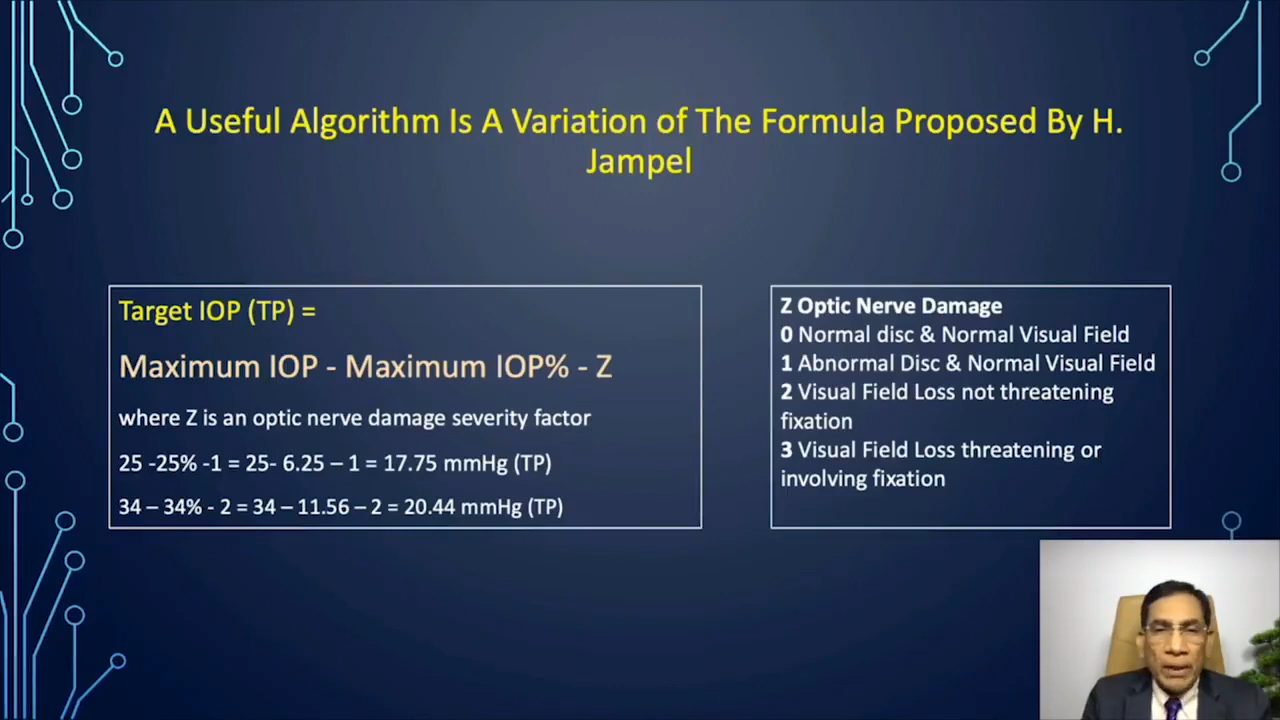 A Useful Algorithm Is A Variation of The Formula Proposed By H.
Jampel
Target IOP (TP) =
Maximum IOP - Maximum IOP% - Z
where Z is an optic nerve damage severity factor
25 -25% -1 = 25- 6.25 – 1 = 17.75 mmHg (TP)
34 – 34% - 2 = 34 – 11.56 – 2 = 20.44 mmHg (TP)
Z Optic Nerve Damage
0 Normal disc & Normal Visual Field
1 Abnormal Disc & Normal Visual Field
2 Visual Field Loss not threatening
fixation
3 Visual Field Loss threatening or
involving fixation